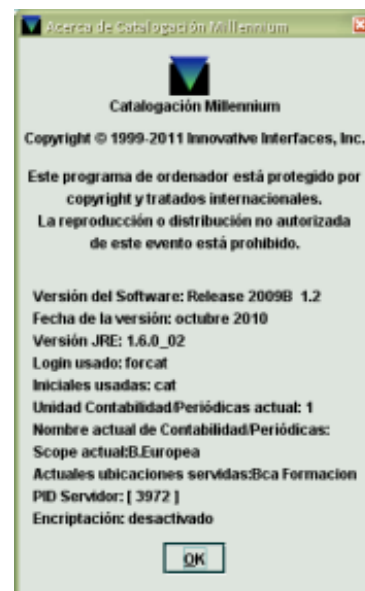 Acerca de Catalogación Millennium
Catalogación Millennium
Copyright © 1999-2011 Innovative Interfaces, Inc.
Este programa de ordenador está protegido por
copyright y tratados internacionales.
La reproducción o distribución no autorizada
de este evento está prohibido.
Versión del Software: Release 2009B 1.2
Fecha de la versión: octubre 2010
Versión JRE: 1.6.0_02
Login usado: forcat
Iniciales usadas: cat
Unidad Contabilidad/Periódicas actual: 1
Nombre actual de Contabilidad/Periódicas:
Scope actual:B.Europea
Actuales ubicaciones servidas:Bca Formacion
PID Servidor: [ 3972 ]
Encriptación: desactivado
OK